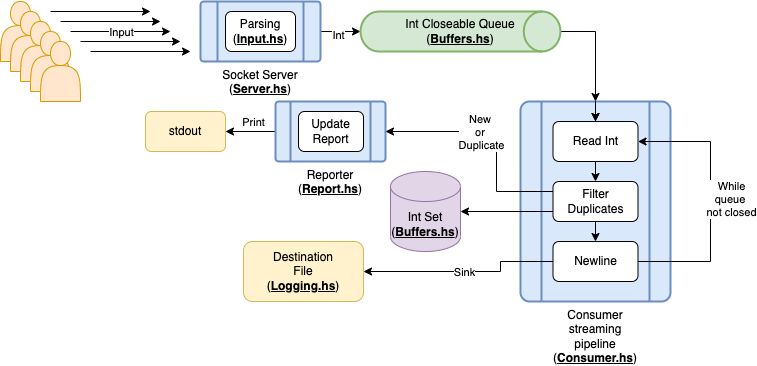 Input
Parsing
(Input.hs)
Socket Server
(Server.hs)
Int
Int Closeable Queue
(Buffers.hs)
stdout
Print
Update
Report
Reporter
(Report.hs)
New
or
Duplicate
Read Int
Filter
Duplicates
Newline
While
queue
not closed
Int Set
(Buffers.hs)
Destination
File
(Logging.hs)
Sink
Consumer
streaming
pipeline
(Consumer.hs)